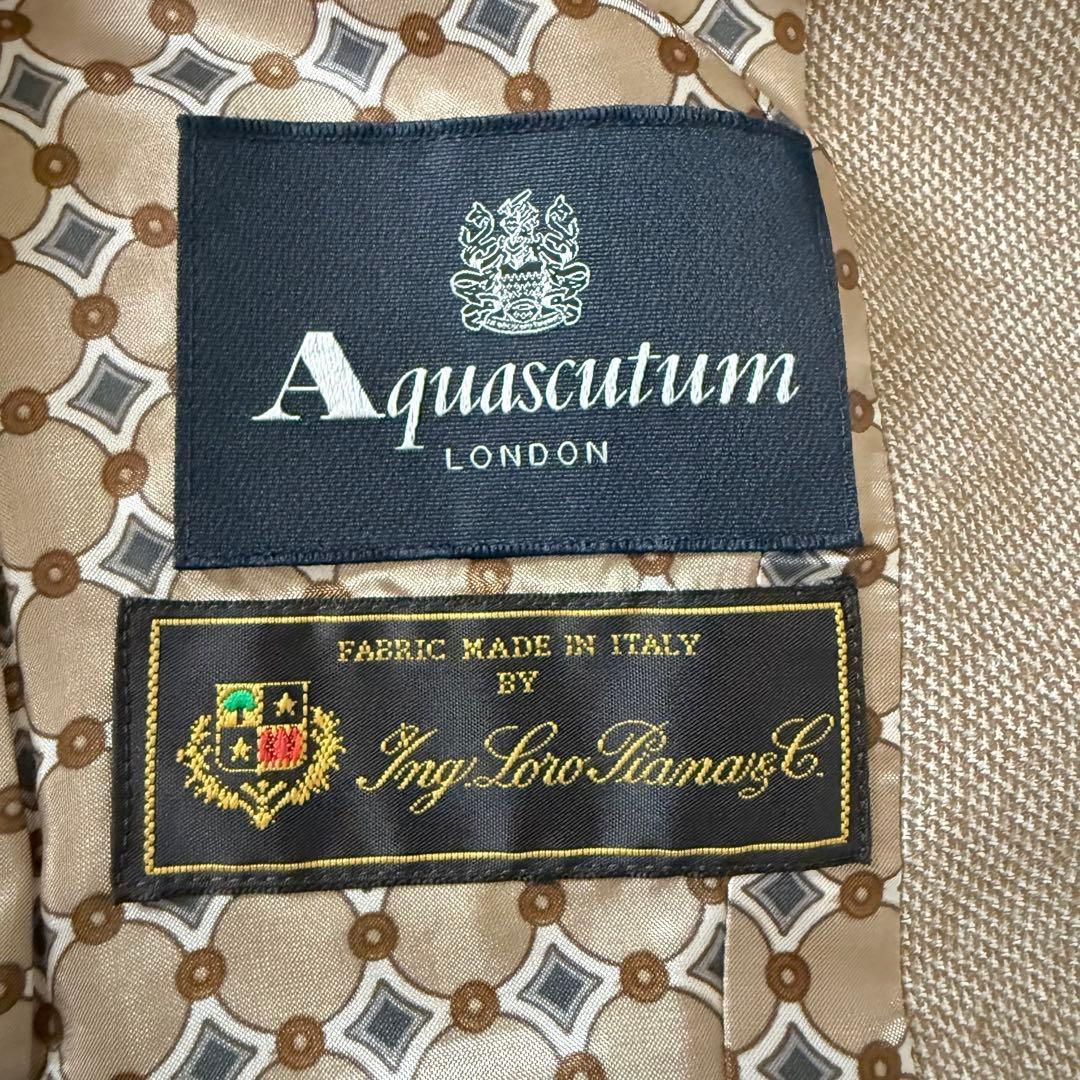 Aquascutum
LONDON
FABRIC MADE IN ITALY
BY
Ing. Loro Piana & C.